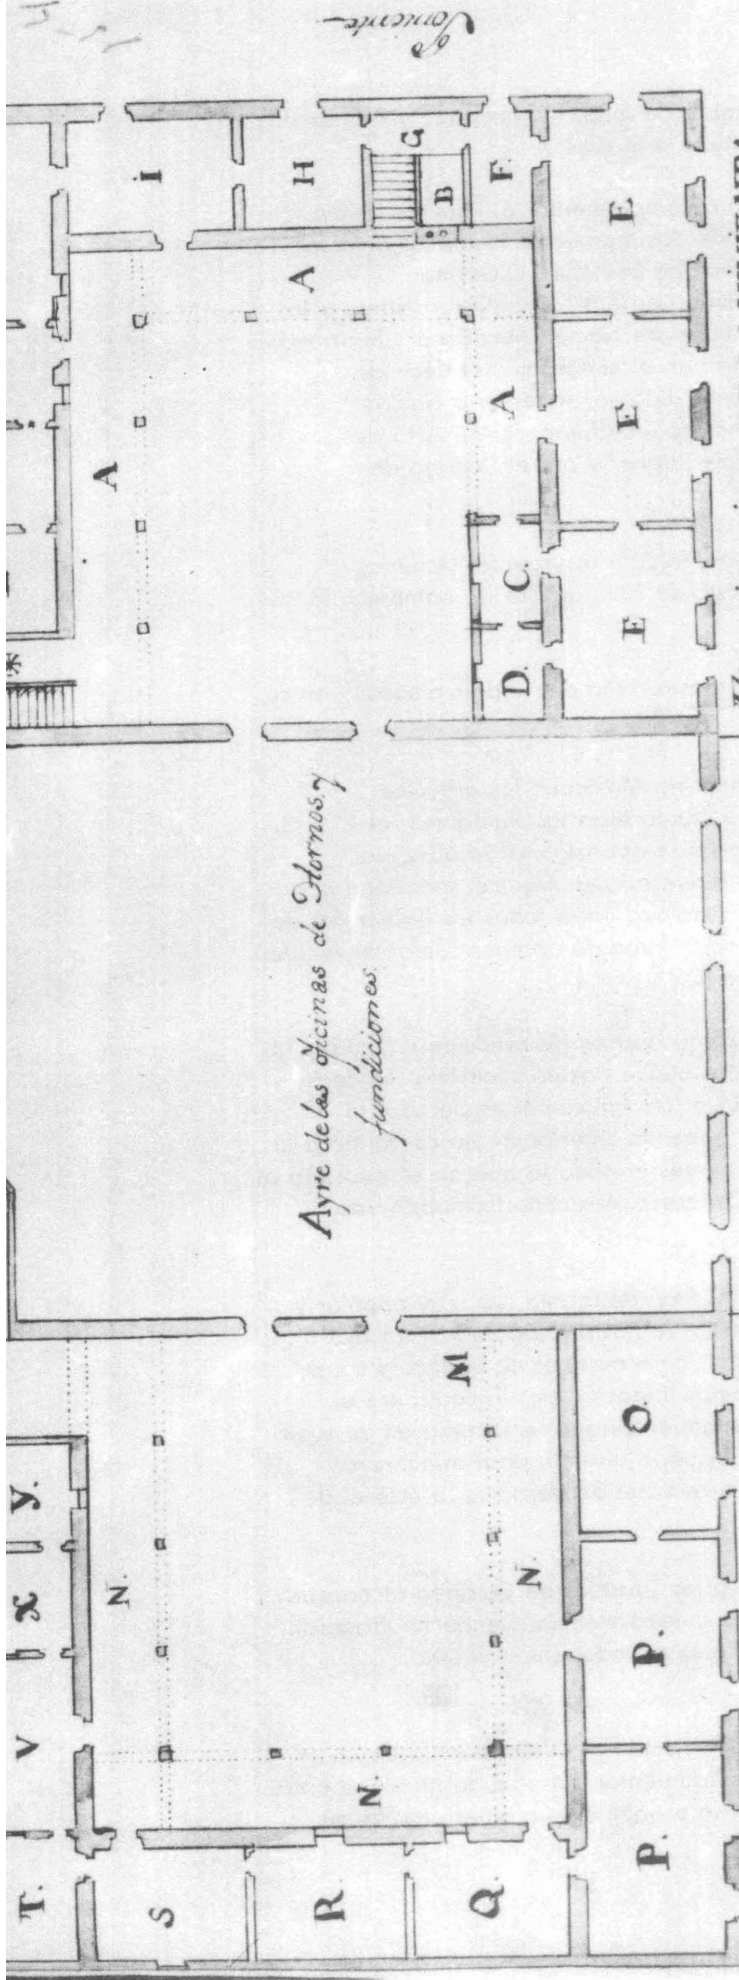 Poniente
i
H
G
B
F
E
A
A
E
A
C
E
D.
Ayre de las oficinas de Hornos, y
fundiciones.
M
O
Y.
X
N.
N.
P.
V
N.
P.
T.
S
R
Q